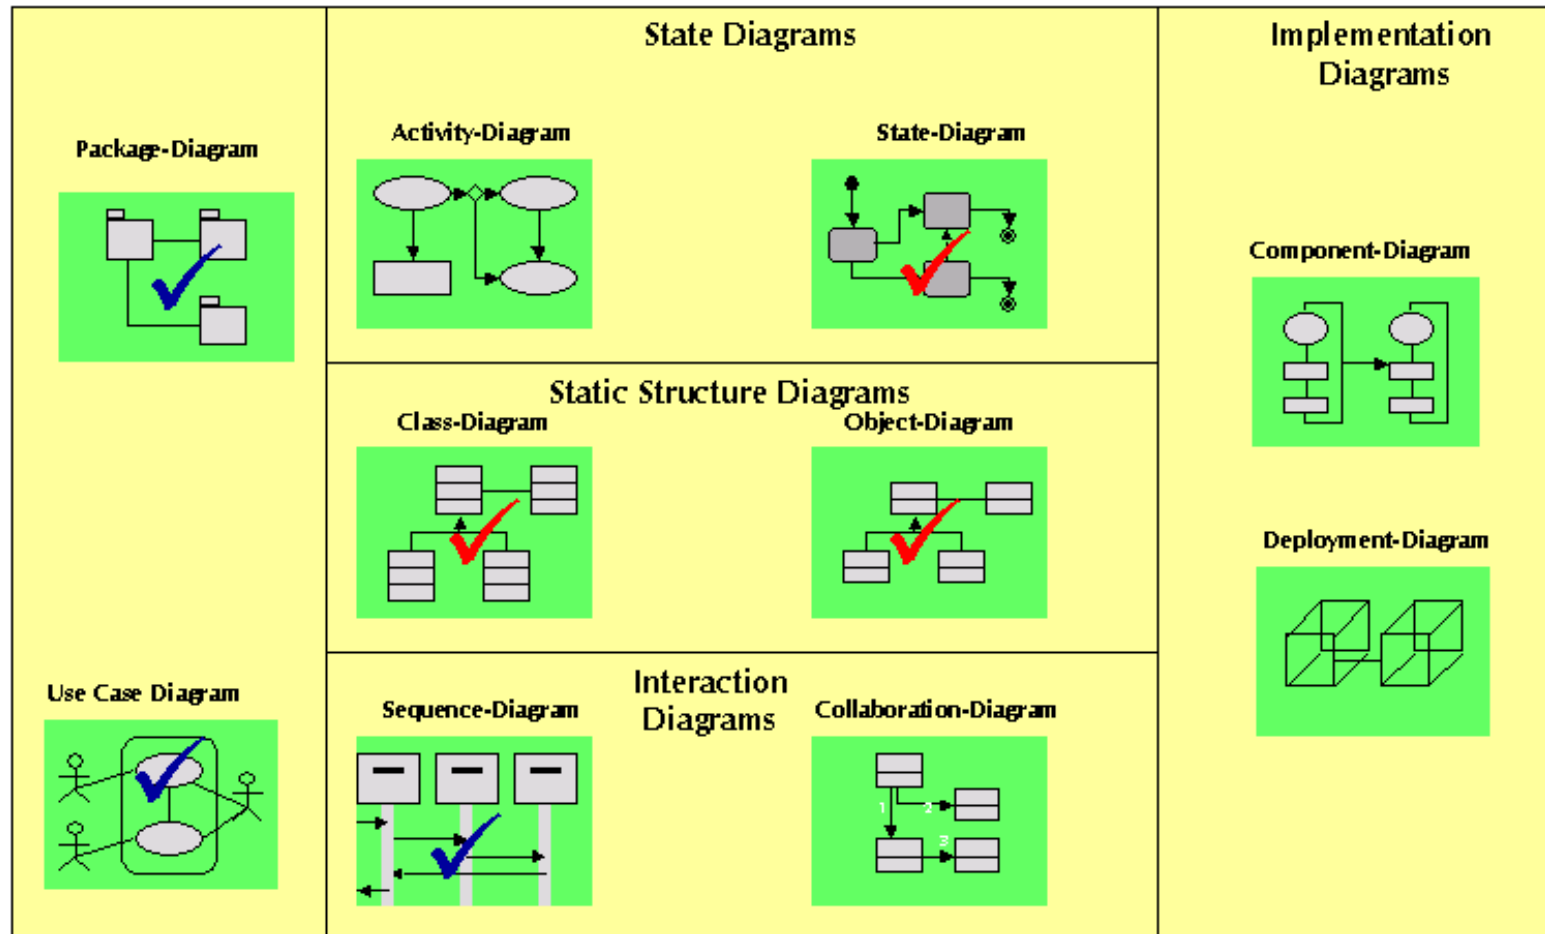 State Diagrams
Implementation
Diagrams
Package-Diagram
Activity-Diagram
State-Diagram
Component-Diagram
Static Structure Diagrams
Class-Diagram
Object-Diagram
Deployment-Diagram
Use Case Diagram
Interaction
Diagrams
Sequence-Diagram
Collaboration-Diagram
1
2
3